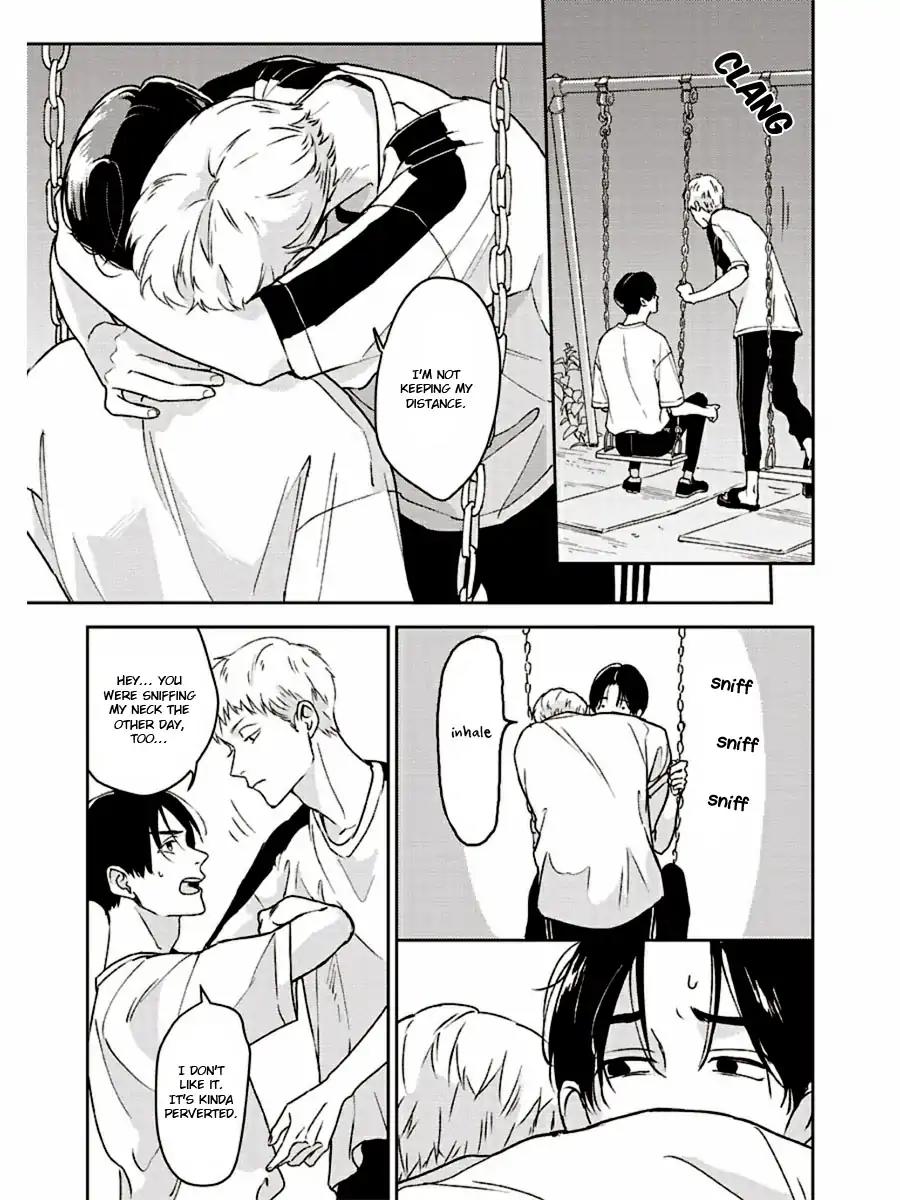 CLANG
I'M NOT
KEEPING MY
DISTANCE.
sniff
sniff
sniff
inhale
HEY... YOU
WERE SNIFFING
MY NECK THE
OTHER DAY,
TOO...
I DON'T
LIKE IT.
IT'S KINDA
PERVERTED.